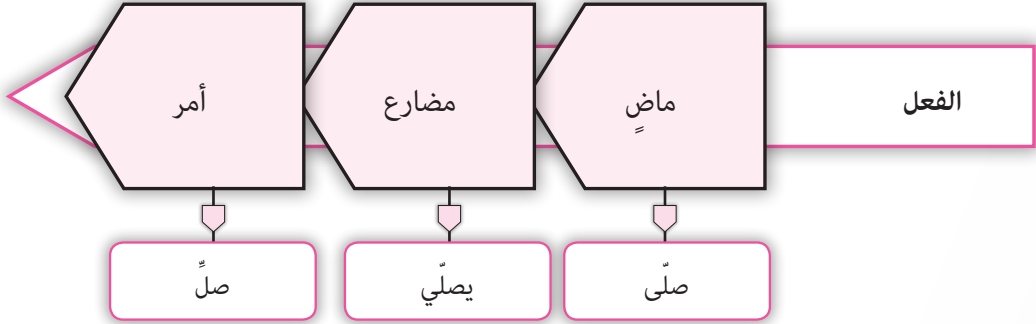 الفعل
ماضٍ
مضارع
أمر
صلّى
يصلّي
صلِّ